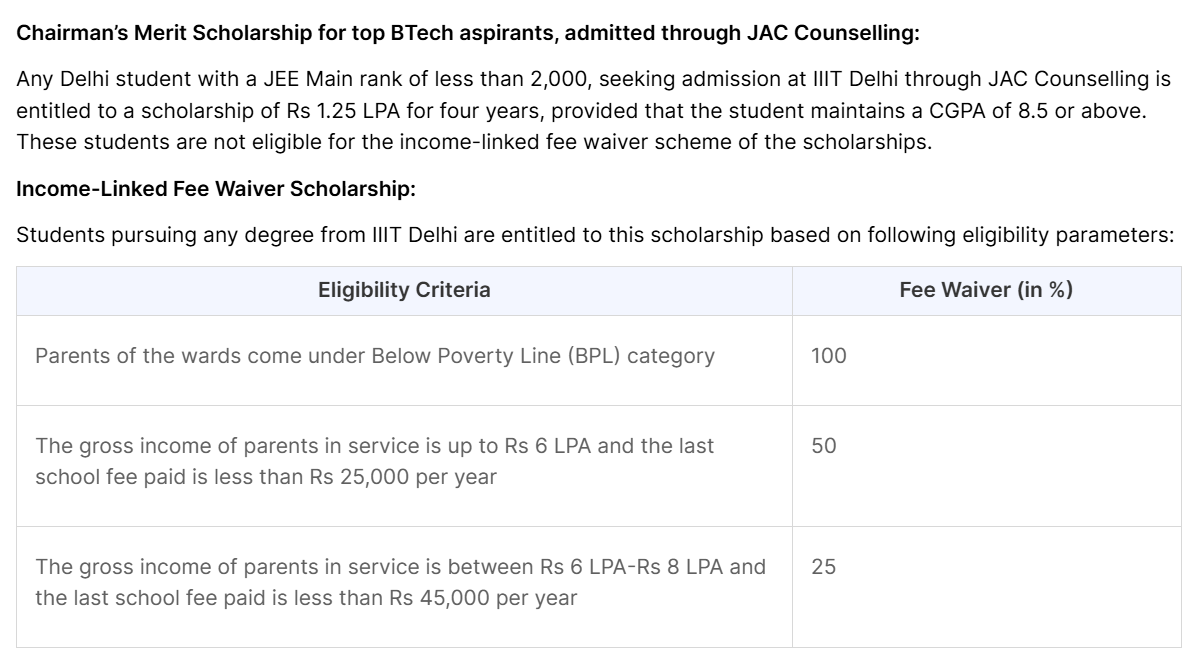 Chairman’s Merit Scholarship for top BTech aspirants, admitted through JAC Counselling:
Any Delhi student with a JEE Main rank of less than 2,000, seeking admission at IIIT Delhi through JAC Counselling is
entitled to a scholarship of Rs 1.25 LPA for four years, provided that the student maintains a CGPA of 8.5 or above.
These students are not eligible for the income-linked fee waiver scheme of the scholarships.
Income-Linked Fee Waiver Scholarship:
Students pursuing any degree from IIIT Delhi are entitled to this scholarship based on following eligibility parameters:
Eligibility Criteria Fee Waiver (in %)
Parents of the wards come under Below Poverty Line (BPL) category 100
The gross income of parents in service is up to Rs 6 LPA and the last 50
school fee paid is less than Rs 25,000 per year
The gross income of parents in service is between Rs 6 LPA-Rs 8 LPA and 25
the last school fee paid is less than Rs 45,000 per year